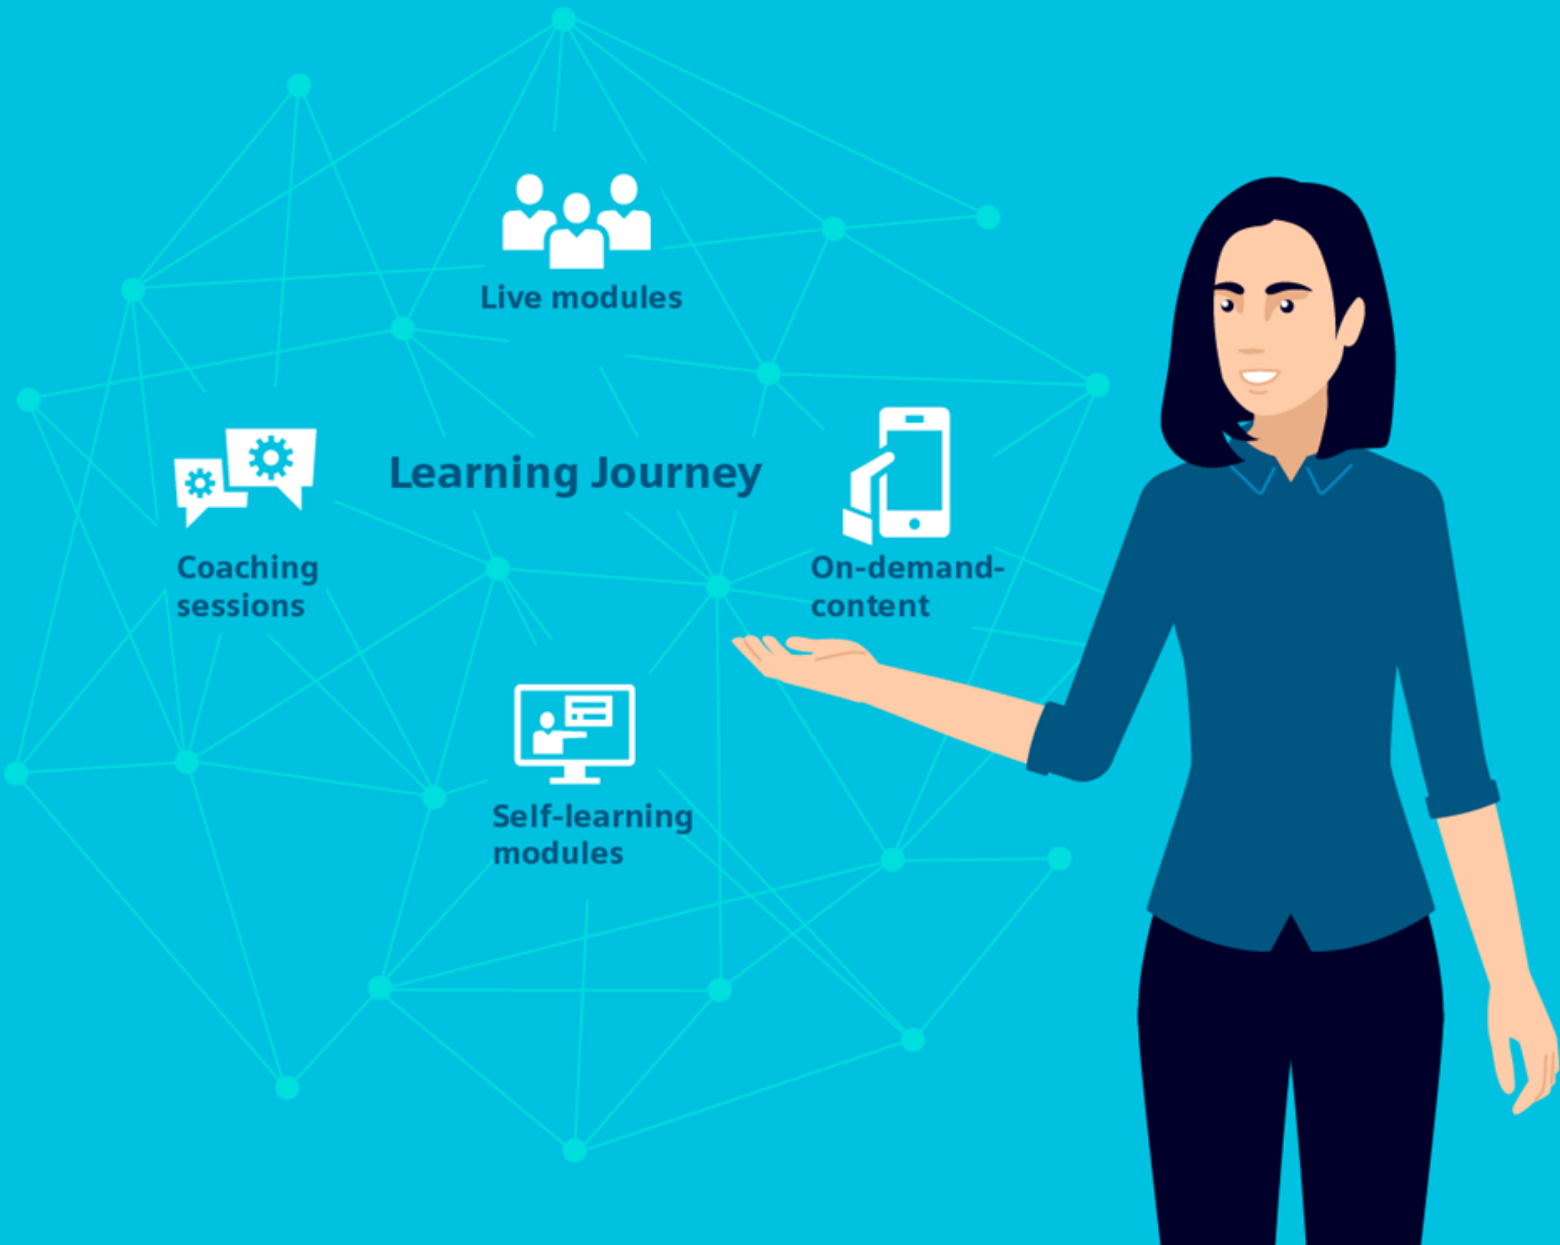 Live modules
Learning Journey
Coaching
sessions
On-demand-
content
Self-learning
modules